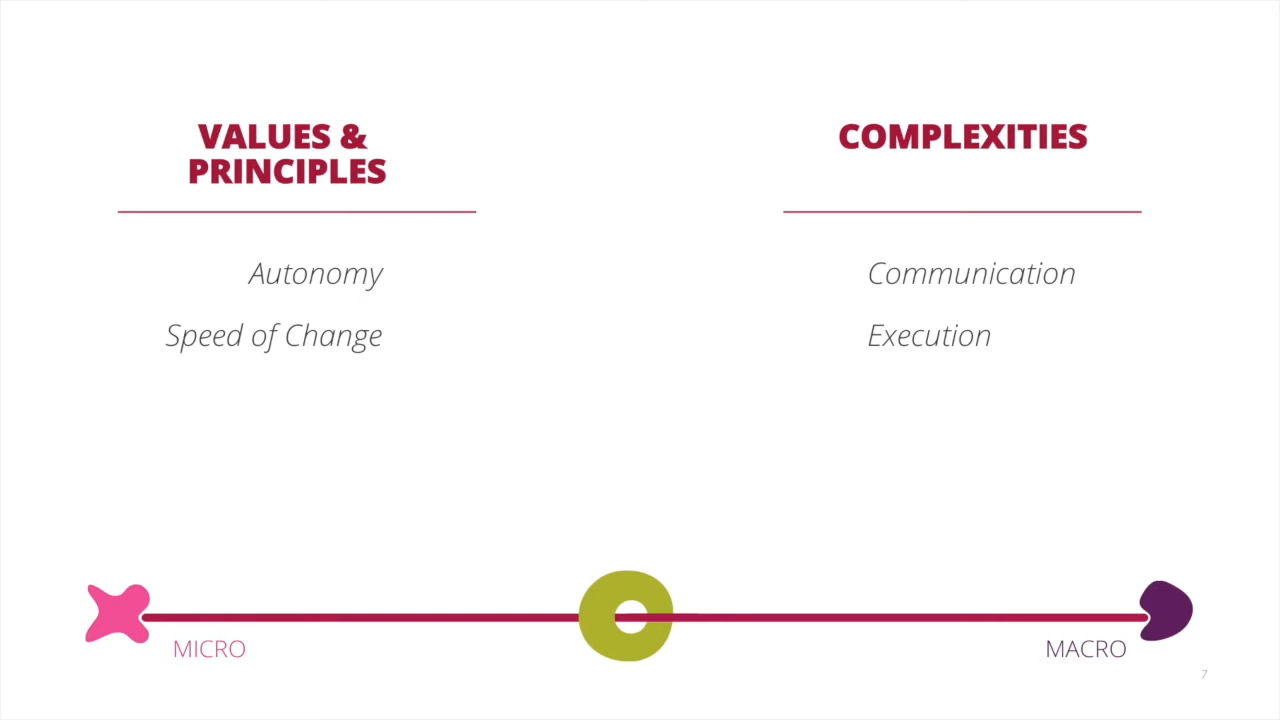 VALUES &
PRINCIPLES
Autonomy
Speed of Change
COMPLEXITIES
Communication
Execution
MICRO
MACRO
7